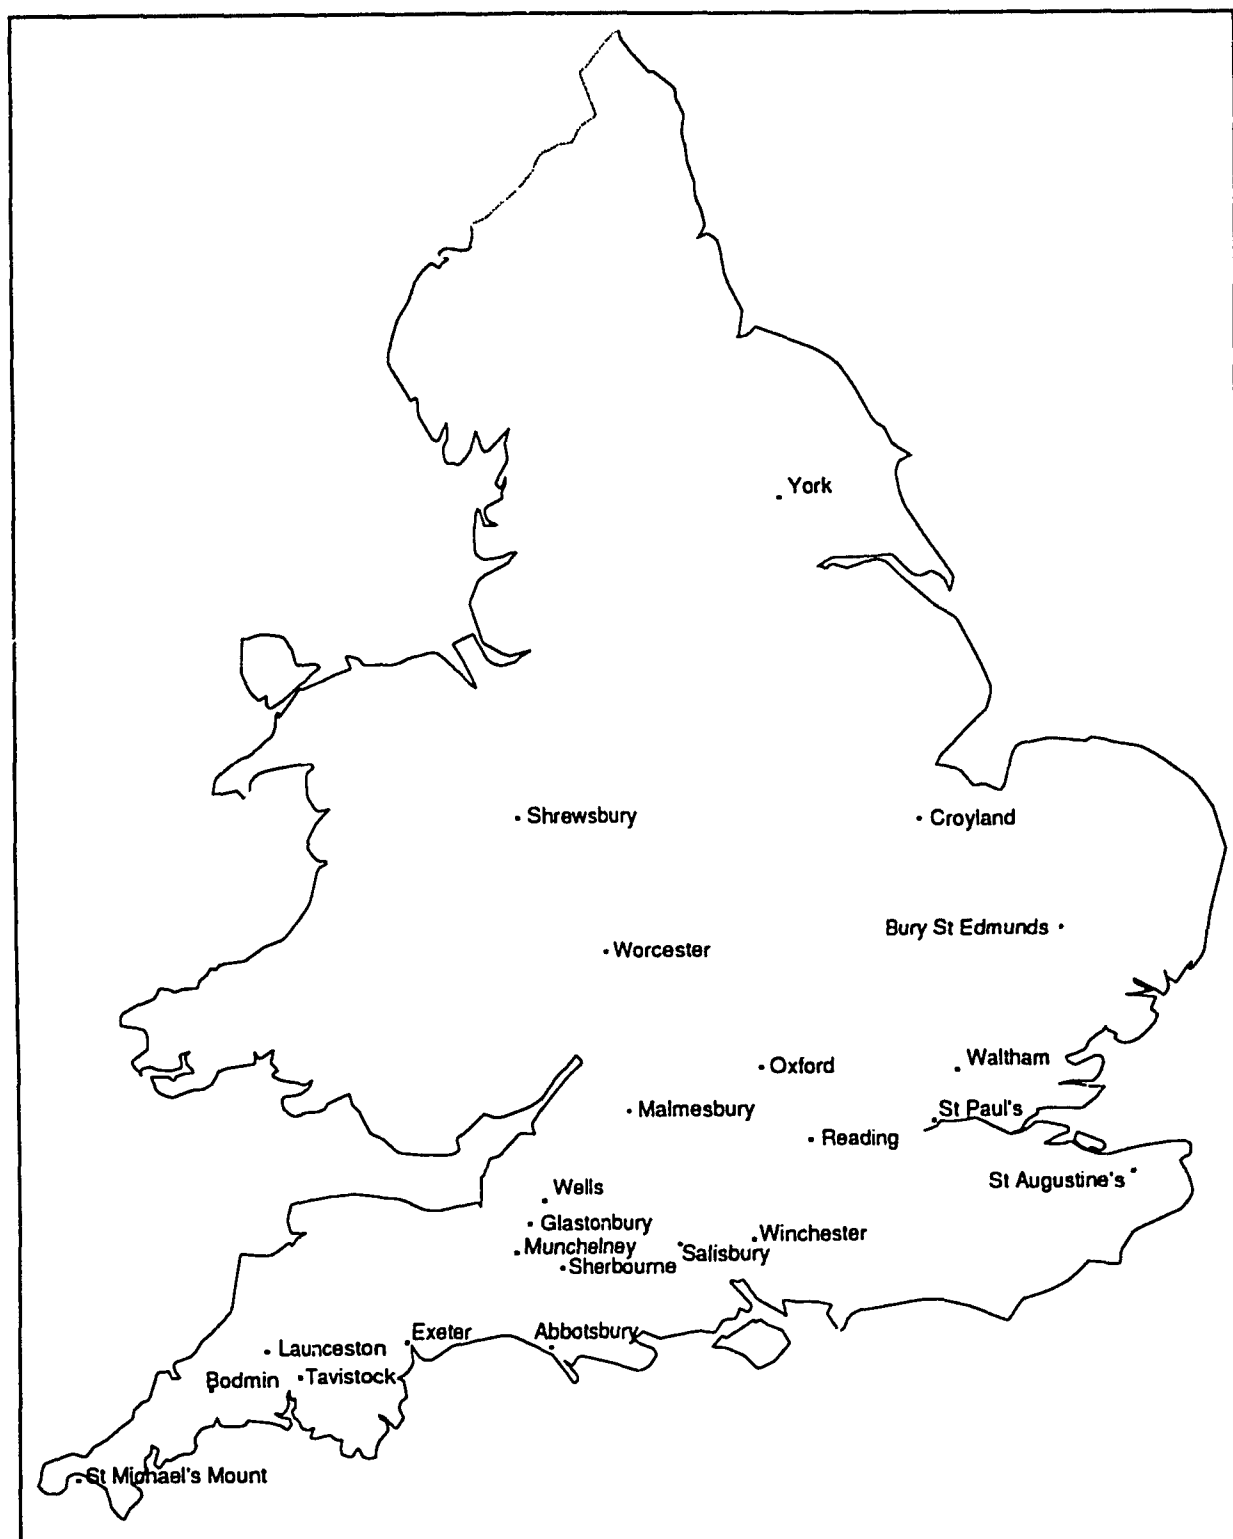 York
Shrewsbury
Croyland
Bury St Edmunds
Worcester
Oxford
Waltham
Malmesbury
St Paul's
Reading
St Augustine's
Wells
Glastonbury
Winchester
Munchelney
Salisbury
Sherbourne
Exeter
Abbotsbury
Launceston
Bodmin
Tavistock
St Michael's Mount